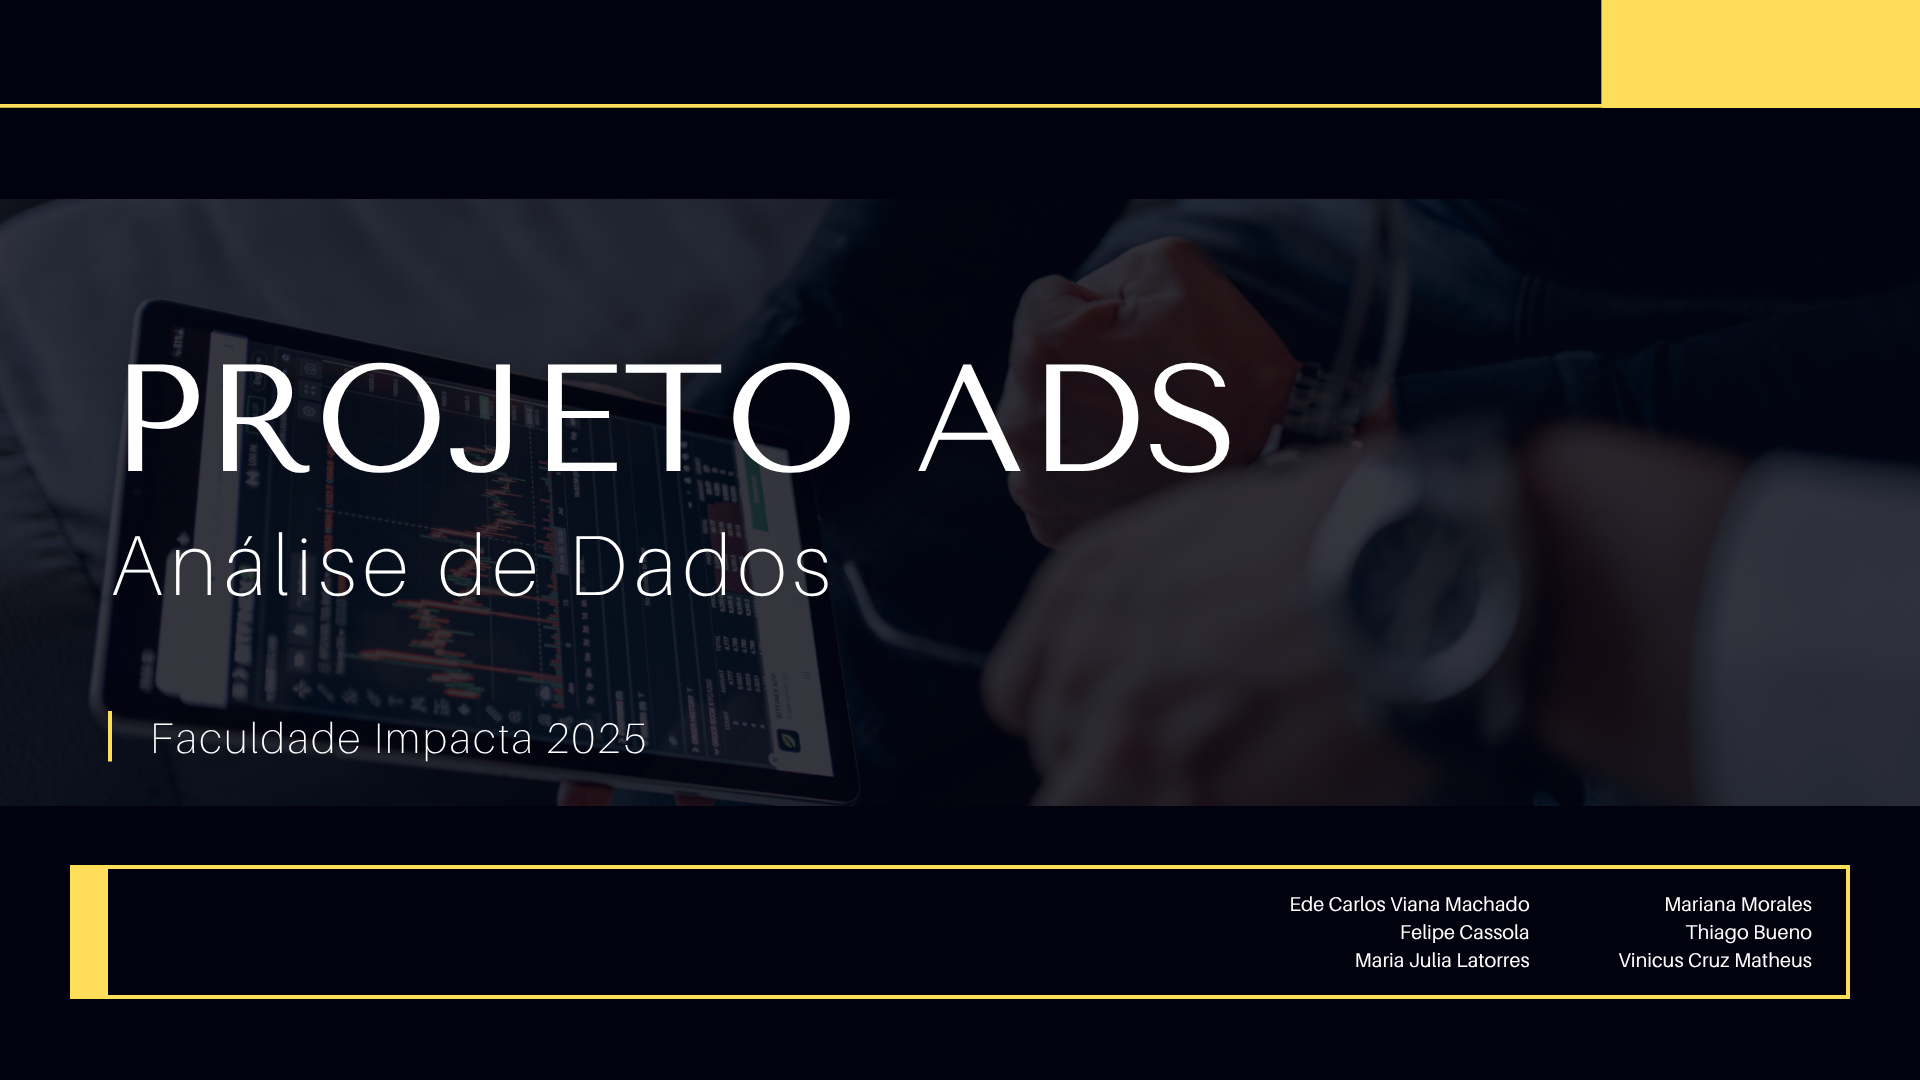 PROJETO ADS
Análise de Dados
Faculdade Impacta 2025
Ede Carlos Viana Machado
Felipe Cassola
Maria Julia Latorres
Mariana Morales
Thiago Bueno
Vinicus Cruz Matheus